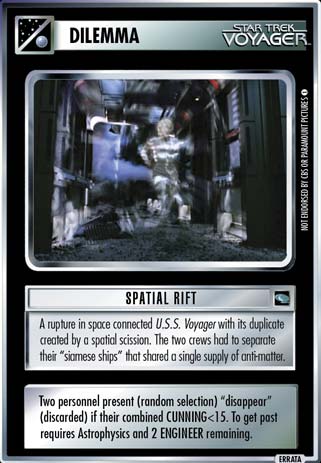 DILEMMA
STAR TREK
VOYAGER
NOT ENDORSED BY CBS OR PARAMOUNT PICTURES
SPATIAL RIFT
A rupture in space connected U.S.S. Voyager with its duplicate
created by a spatial scission. The two crews had to separate
their "siamese ships" that shared a single supply of anti-matter.
Two personnel present (random selection) "disappear"
(discarded) if their combined CUNNING<15. To get past
requires Astrophysics and 2 ENGINEER remaining.
ERRATA